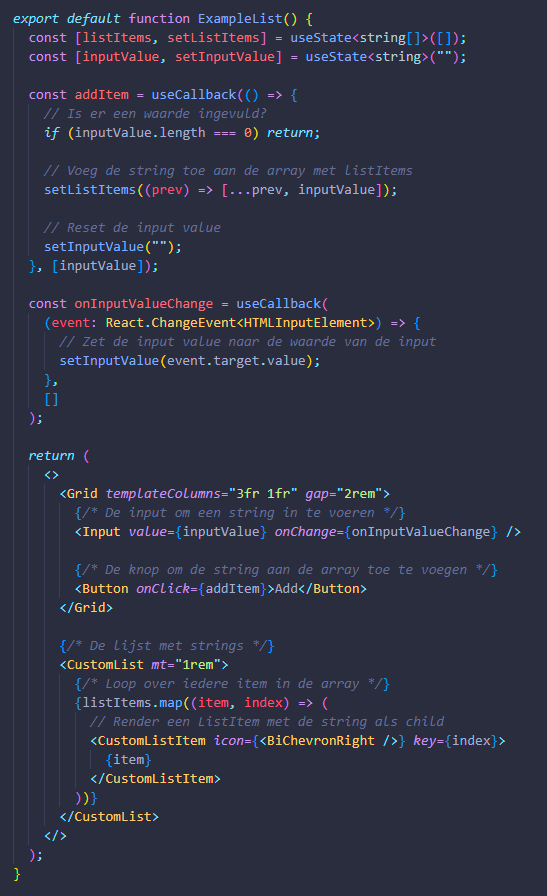 export default function ExampleList() {
  const [listItems, setListItems] = useState<string[]>([]);
  const [inputValue, setInputValue] = useState<string>("");

  const addItem = useCallback(() => {
    // Is er een waarde ingevuld?
    if (inputValue.length === 0) return;

    // Voeg de string toe aan de array met listItems
    setListItems((prev) => [...prev, inputValue]);

    // Reset de input value
    setInputValue("");
  }, [inputValue]);

  const onInputValueChange = useCallback(
    (event: React.ChangeEvent<HTMLInputElement>) => {
      // Zet de input value naar de waarde van de input
      setInputValue(event.target.value);
    },
    []
  );

  return (
    <>
      <Grid templateColumns="3fr 1fr" gap="2rem">
        {/* De input om een string in te voeren */}
        <Input value={inputValue} onChange={onInputValueChange} />

        {/* De knop om de string aan de array toe te voegen */}
        <Button onClick={addItem}>Add</Button>
      </Grid>

      {/* De lijst met strings */}
      <CustomList mt="1rem">
        {/* Loop over iedere item in de array */}
        {listItems.map((item, index) => (
          // Render een ListItem met de string als child
          <CustomListItem icon={<BiChevronRight />} key={index}>
            {item}
          </CustomListItem>
        ))}
      </CustomList>
    </>
  );
}